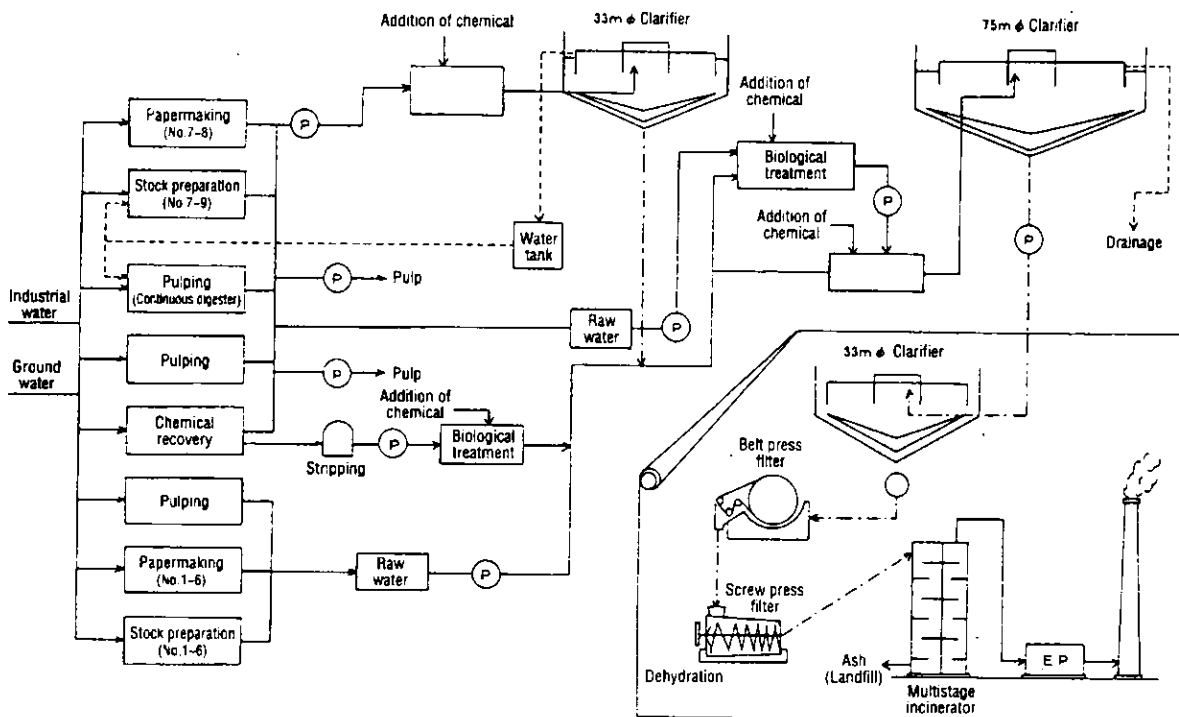 Addition of chemical
33m φ Clarifier
75m φ Clarifier
Papermaking
(No.7-8)
P
Addition of
chemical
Biological
treatment
Stock preparation
(No 7-9)
P
Addition of
chemical
Water
tank
P
Drainage
Pulping
(Continuous digester)
P
Pulp
Industrial
water
Raw
water
P
Ground
water
Pulping
P
Pulp
33m φ Clarifier
Addition of
chemical
Chemical
recovery
Stripping
P
Biological
treatment
Belt press
filter
Pulping
Papermaking
(No.1-6)
Raw
water
P
Screw press
filter
Stock preparation
(No.1-6)
Dehydration
Ash
(Landfill)
Multistage
incinerator
E P